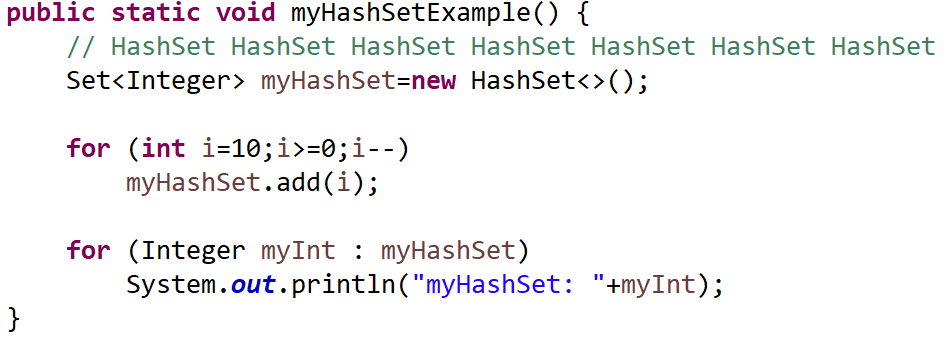 public static void myHashSetExample() {
// HashSet HashSet HashSet HashSet HashSet HashSet HashSet
Set<Integer> myHashSet=new HashSet<>();
for (int i=10;i>=0;i--)
myHashSet.add(i);
for (Integer myInt : myHashSet)
System.out.println("myHashSet: "+myInt);
}